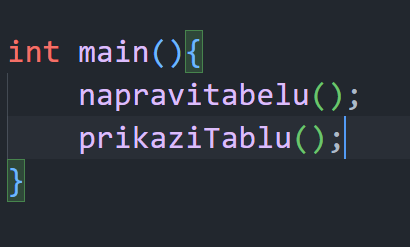 int main(){
    napravitabelu();
    prikaziTablu();
}